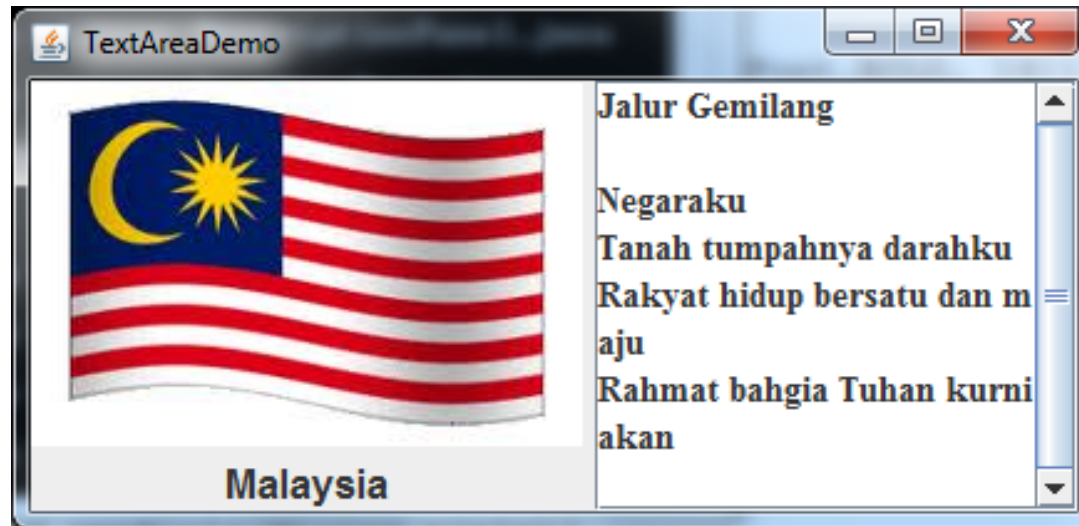 TextAreaDemo
Malaysia
Jalur Gemilang
Negaraku
Tanah tumpahnya darahku
Rakyat hidup bersatu dan m
aju
Rahmat bahgia Tuhan kurni
akan